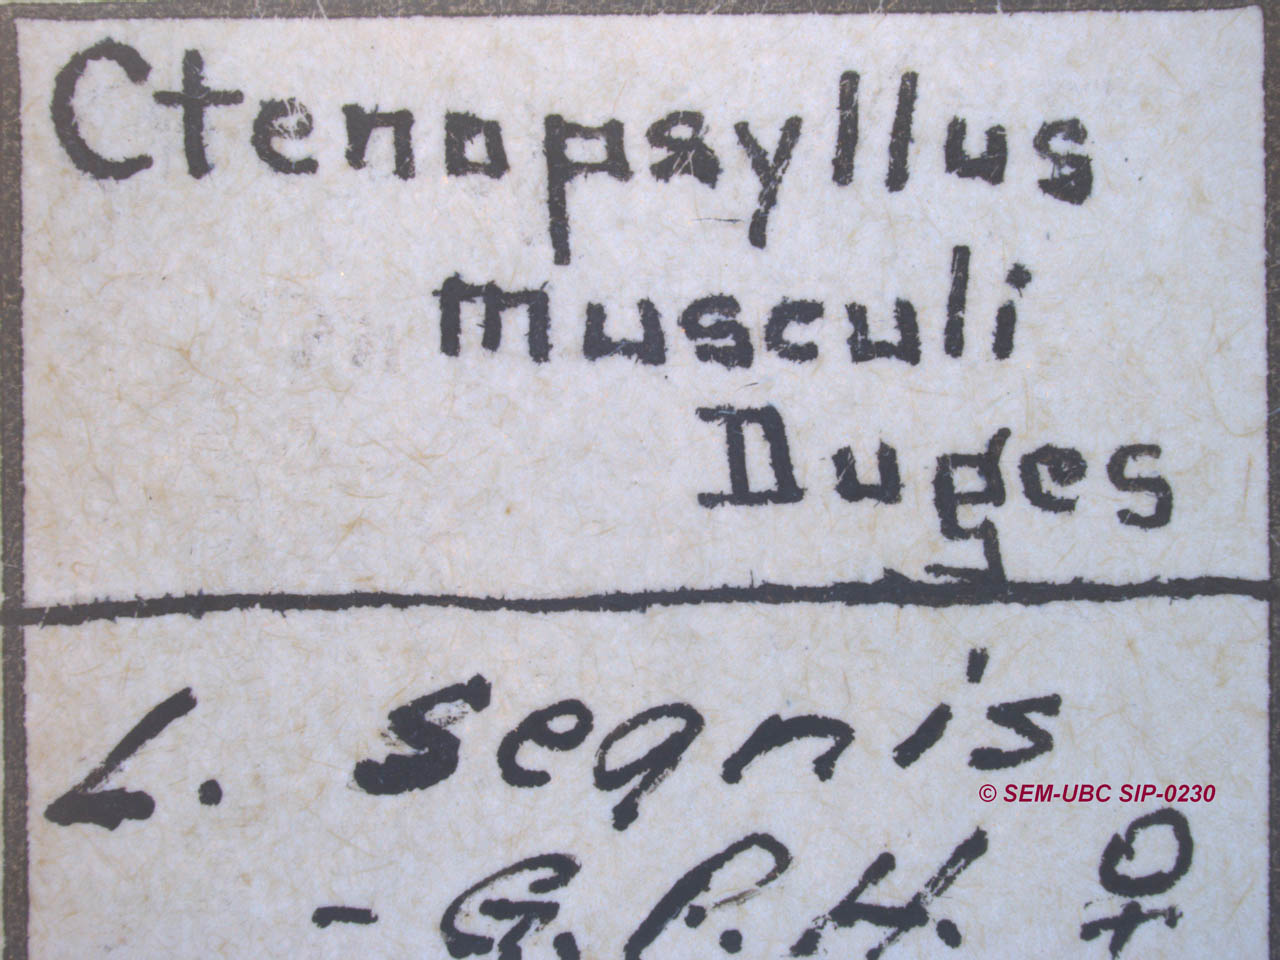 Ctenopsyllus
musculi
Duges
L. segnis
© SEM-UBC SIP-0230
- G.P.H. ♀